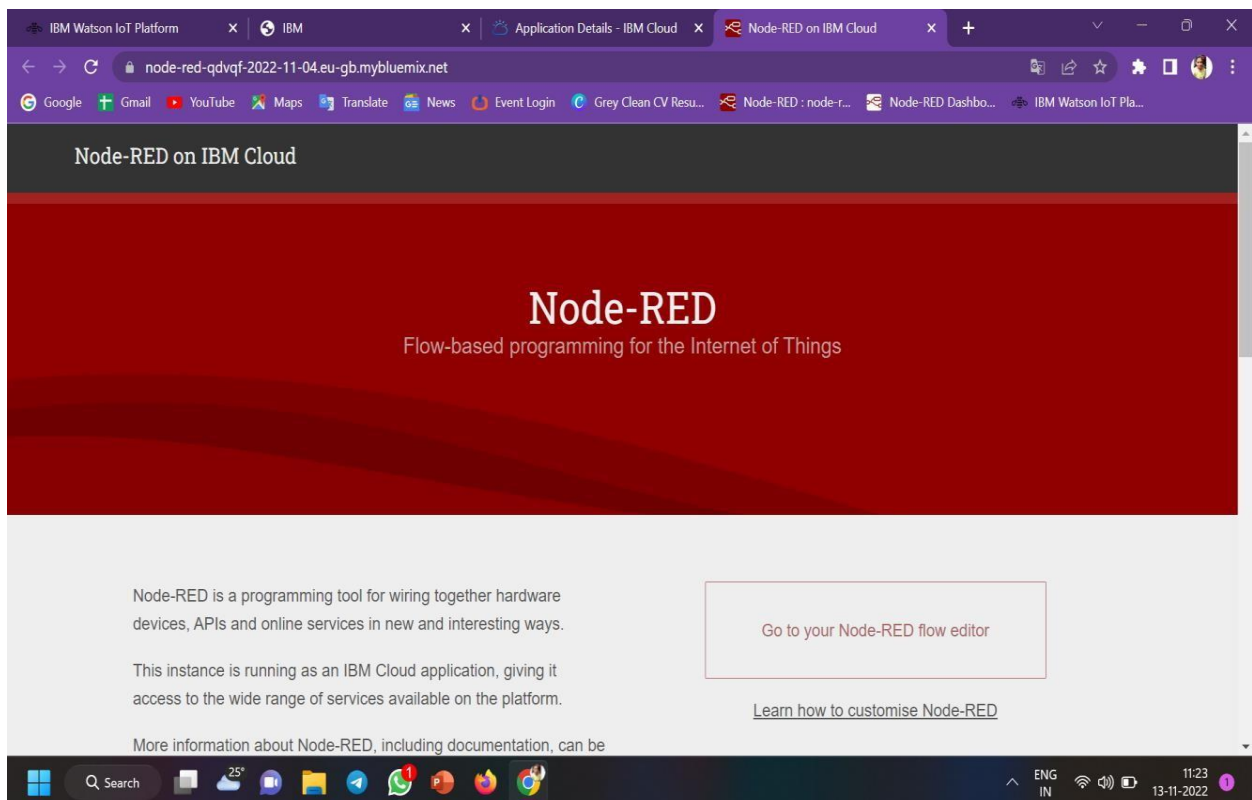 IBM Watson IoT Platform
IBM
Application Details - IBM Cloud
Node-RED on IBM Cloud
node-red-qdvqf-2022-11-04.eu-gb.mybluemix.net
Google Gmail YouTube Maps Translate News Event Login Grey Clean CV Resu... Node-RED : node-r... Node-RED Dashbo... IBM Watson IoT Pla...
Node-RED on IBM Cloud
Node-RED
Flow-based programming for the Internet of Things
Node-RED is a programming tool for wiring together hardware
devices, APIs and online services in new and interesting ways.
This instance is running as an IBM Cloud application, giving it
access to the wide range of services available on the platform.
More information about Node-RED, including documentation, can be
Go to your Node-RED flow editor
Learn how to customise Node-RED
Search
25°
1
ENG
IN
11:23
13-11-2022
1